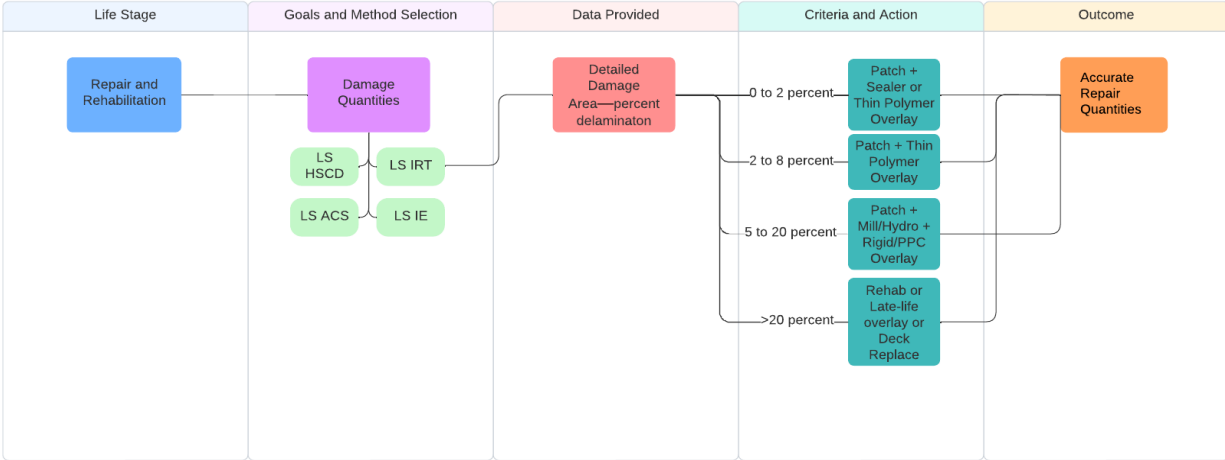 Life Stage
Goals and Method Selection
Data Provided
Criteria and Action
Outcome
Repair and
Rehabilitation
Damage
Quantities
LS
HSCD
LS IRT
LS ACS
LS IE
Detailed
Damage
Area—percent
delaminaton
0 to 2 percent
Patch +
Sealer or
Thin Polymer
Overlay
2 to 8 percent
Patch + Thin
Polymer
Overlay
5 to 20 percent
Patch +
Mill/Hydro +
Rigid/PPC
Overlay
>20 percent
Rehab or
Late-life
overlay or
Deck
Replace
Accurate
Repair
Quantities